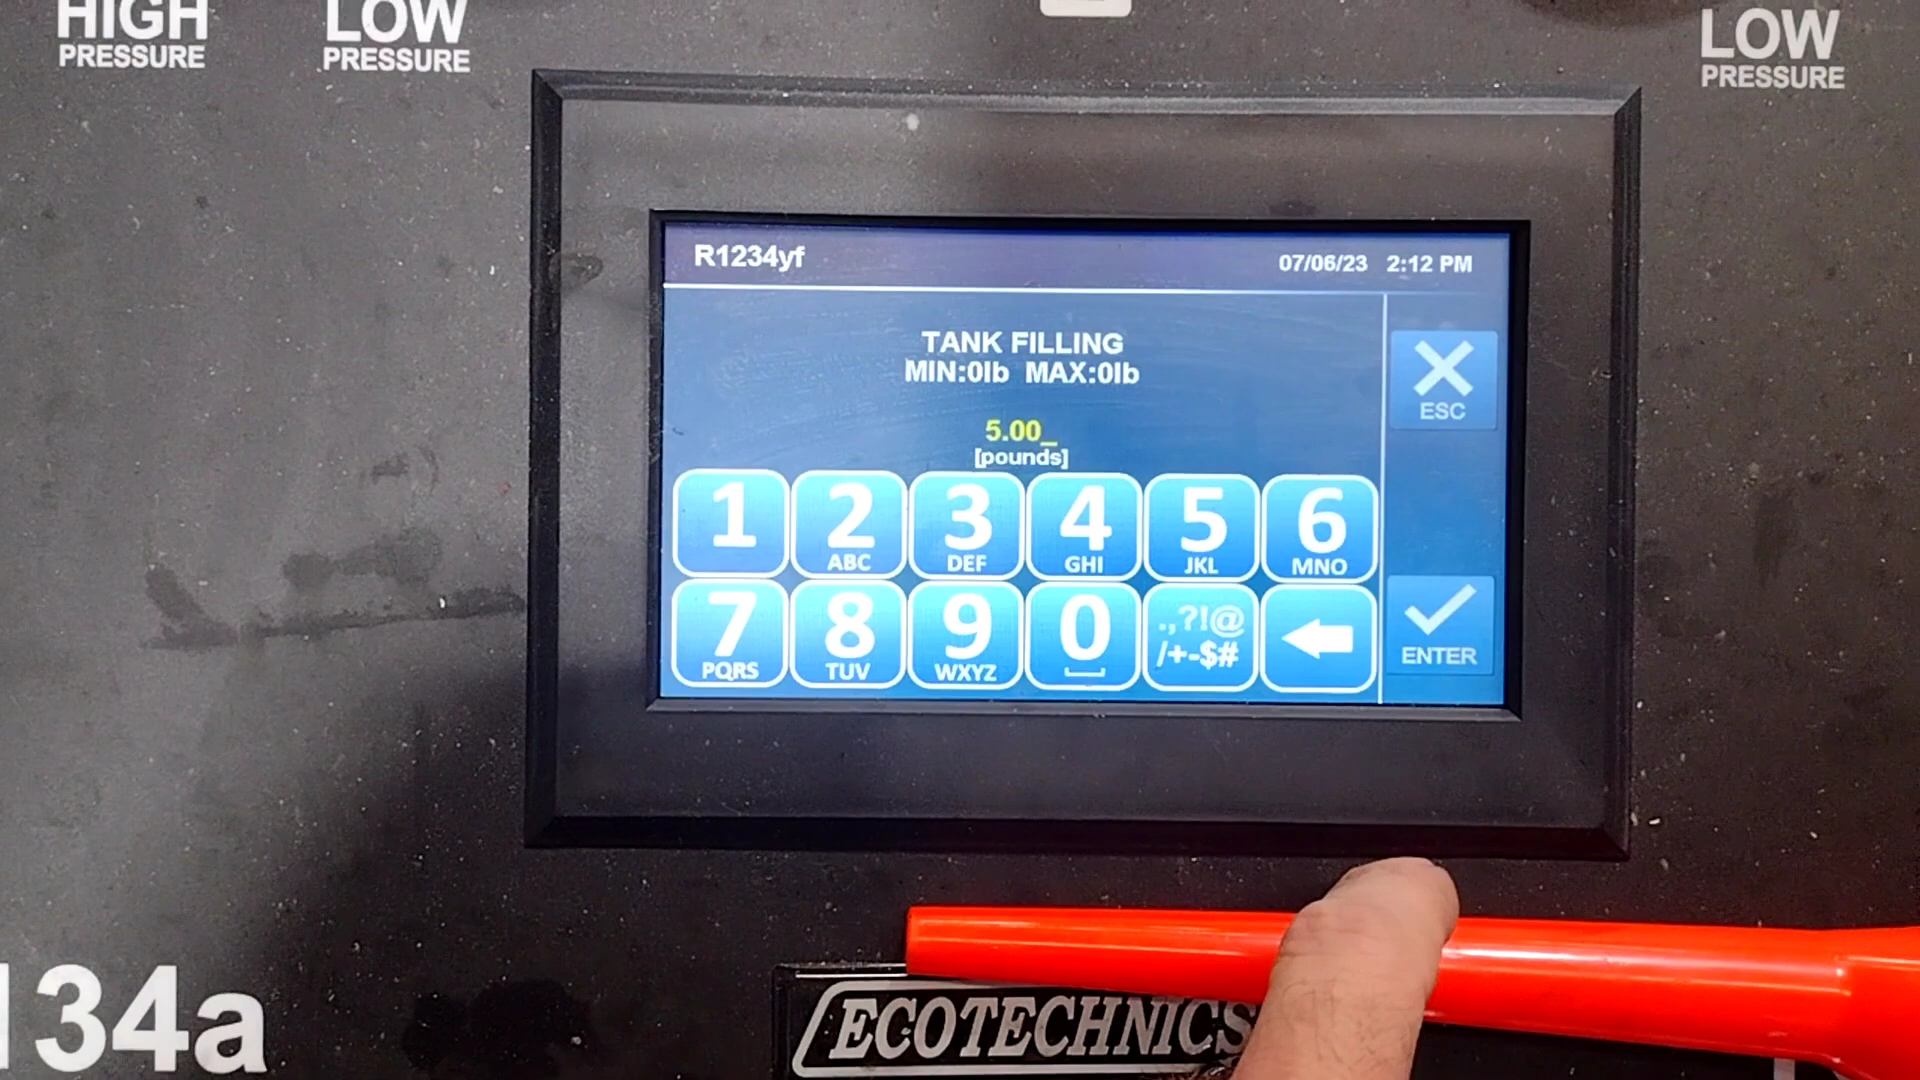 HIGH
PRESSURE
LOW
PRESSURE
LOW
PRESSURE
R1234yf
07/06/23 2:12 PM
TANK FILLING
MIN:0lb MAX:0lb
5.00_
[pounds]
1
2
ABC
3
DEF
4
GHI
5
JKL
6
MNO
7
PQRS
8
TUV
9
WXYZ
0
.,?!@
/+-$#
ESC
ENTER
134a
ECOTECHNICS